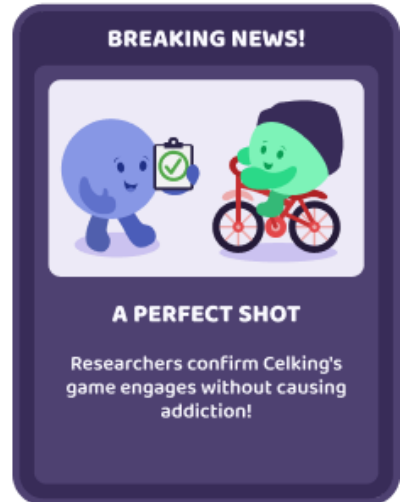 BREAKING NEWS!
A PERFECT SHOT
Researchers confirm Celking's
game engages without causing
addiction!